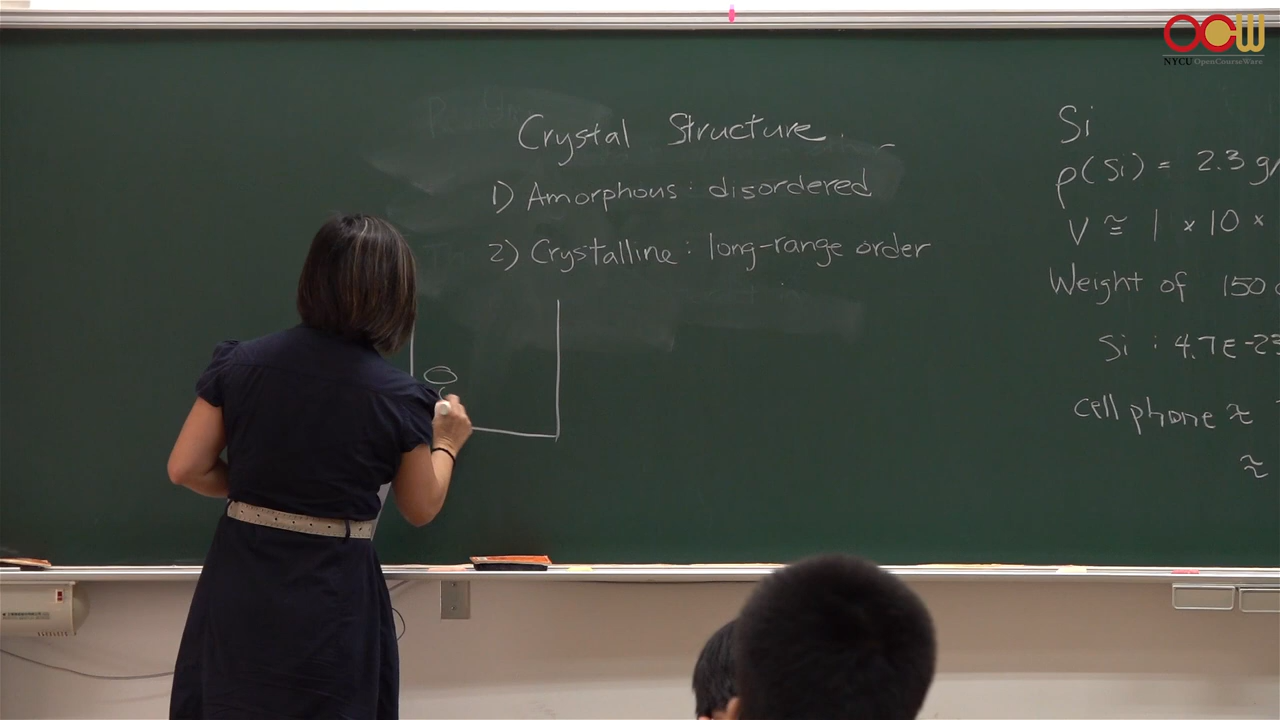 OCW
NYCU OpenCourseWare
Crystal Structure.
1) Amorphous: disordered
2) Crystalline: long-range order
Si
ρ(Si) = 2.3 g/
V ≅ 1 × 10 ×
Weight of 150
Si : 4.7E-23
cell phone ≈
≈